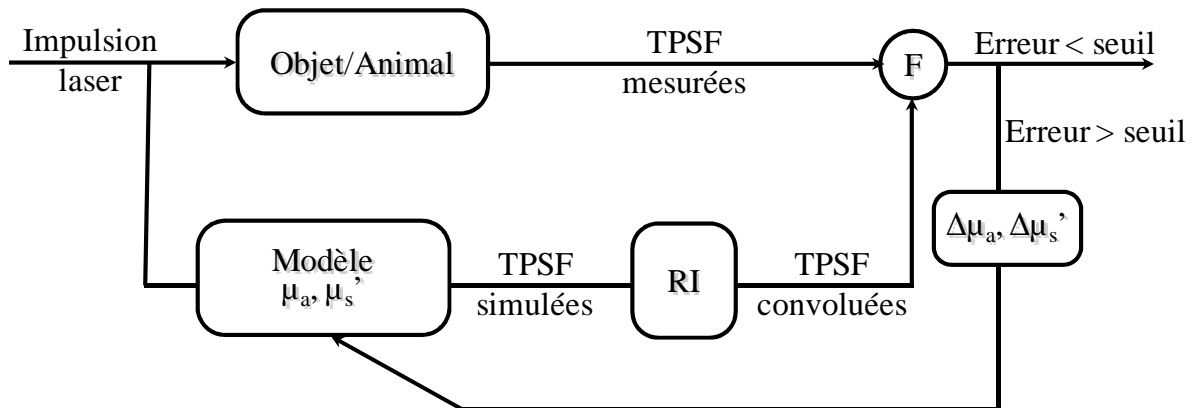 Impulsion
laser
Objet/Animal
TPSF
mesurées
F
Erreur < seuil
Erreur > seuil
Δμa, Δμs’
Modèle
μa, μs’
TPSF
simulées
RI
TPSF
convoluées